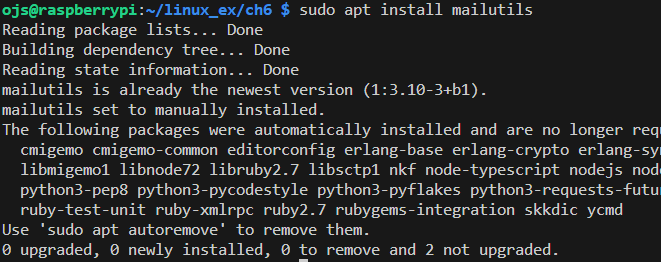 ojs@raspberrypi:~/linux_ex/ch6 $ sudo apt install mailutils
Reading package lists... Done
Building dependency tree... Done
Reading state information... Done
mailutils is already the newest version (1:3.10-3+b1).
mailutils set to manually installed.
The following packages were automatically installed and are no longer requ
cmigemo cmigemo-common editorconfig erlang-base erlang-crypto erlang-syn
libmigemo1 libnode72 libruby2.7 libsctp1 nkf node-typescript nodejs node
python3-pep8 python3-pycodestyle python3-pyflakes python3-requests-futur
ruby-test-unit ruby-xmlrpc ruby2.7 rubygems-integration skkdic ycmd
Use 'sudo apt autoremove' to remove them.
0 upgraded, 0 newly installed, 0 to remove and 2 not upgraded.